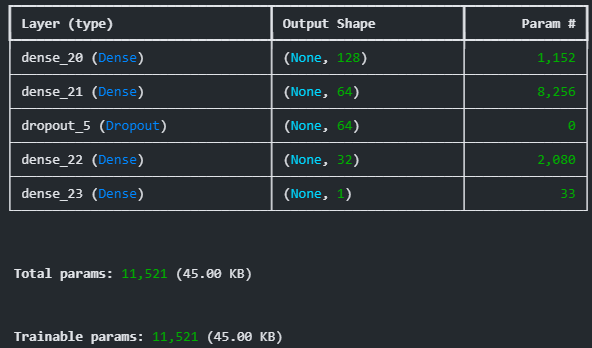 Layer (type) Output Shape Param #
dense_20 (Dense) (None, 128) 1,152
dense_21 (Dense) (None, 64) 8,256
dropout_5 (Dropout) (None, 64) 0
dense_22 (Dense) (None, 32) 2,080
dense_23 (Dense) (None, 1) 33
Total params: 11,521 (45.00 KB)
Trainable params: 11,521 (45.00 KB)